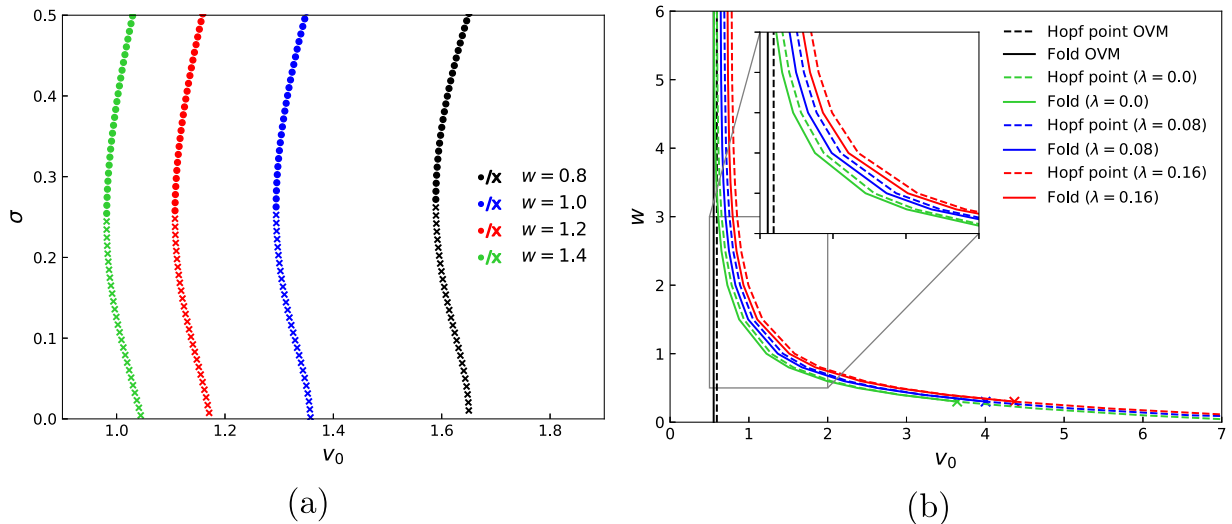 0.5
0.4
0.3
0.2
0.1
0.0
σ
1.0
1.2
1.4
1.6
1.8
v₀
•/x w = 0.8
•/x w = 1.0
•/x w = 1.2
•/x w = 1.4
(a)
6
5
4
3
2
1
0
w
0
1
2
3
4
5
6
7
v₀
Hopf point OVM
Fold OVM
Hopf point (λ = 0.0)
Fold (λ = 0.0)
Hopf point (λ = 0.08)
Fold (λ = 0.08)
Hopf point (λ = 0.16)
Fold (λ = 0.16)
(b)